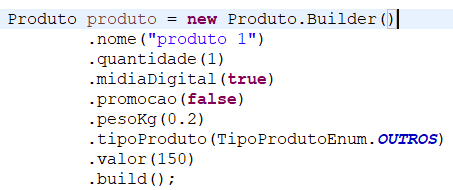 Produto produto = new Produto.Builder()
.nome("produto 1")
.quantidade(1)
.midiaDigital(true)
.promocao(false)
.pesoKg(0.2)
.tipoProduto(TipoProdutoEnum.OUTROS)
.valor(150)
.build();